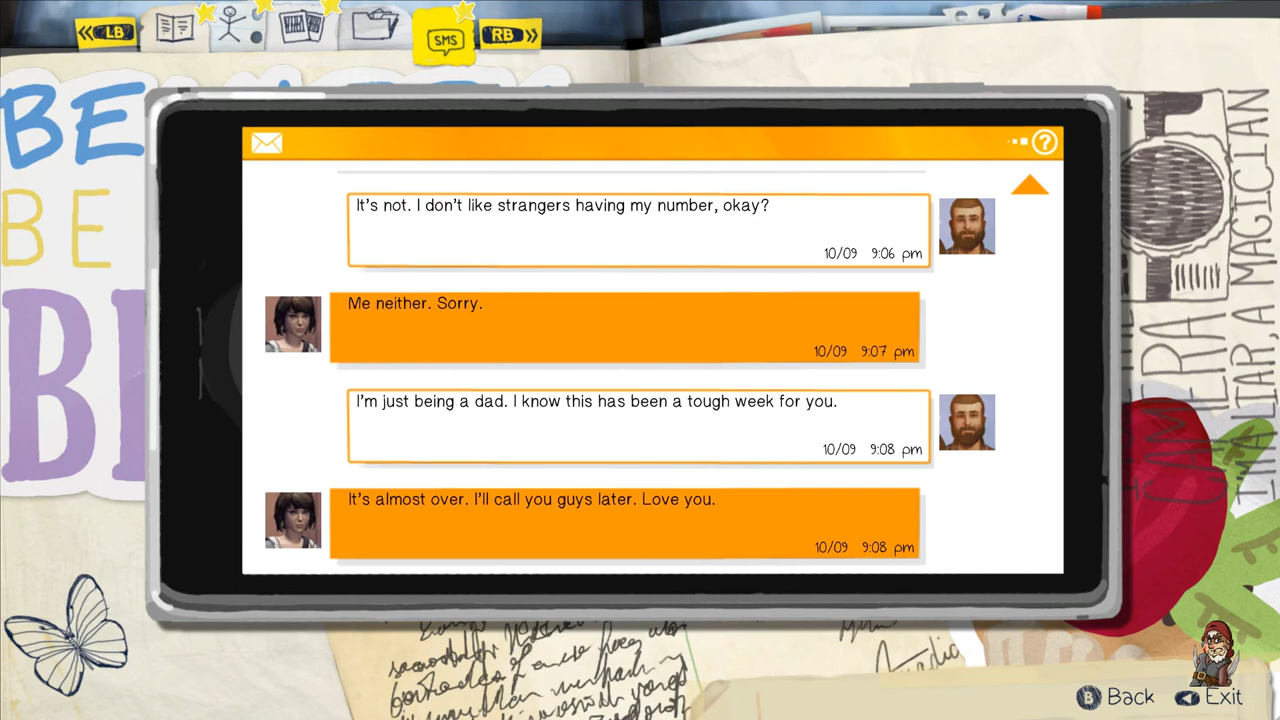 LB
SMS
RB
?
It's not. I don't like strangers having my number, okay?
10/09 9:06 pm
Me neither. Sorry.
10/09 9:07 pm
I'm just being a dad. I know this has been a tough week for you.
10/09 9:08 pm
It's almost over. I'll call you guys later. Love you.
10/09 9:08 pm
BE
BE
B
CAMERA
I'M A LIAR, A MAGICIAN
B Back
Exit